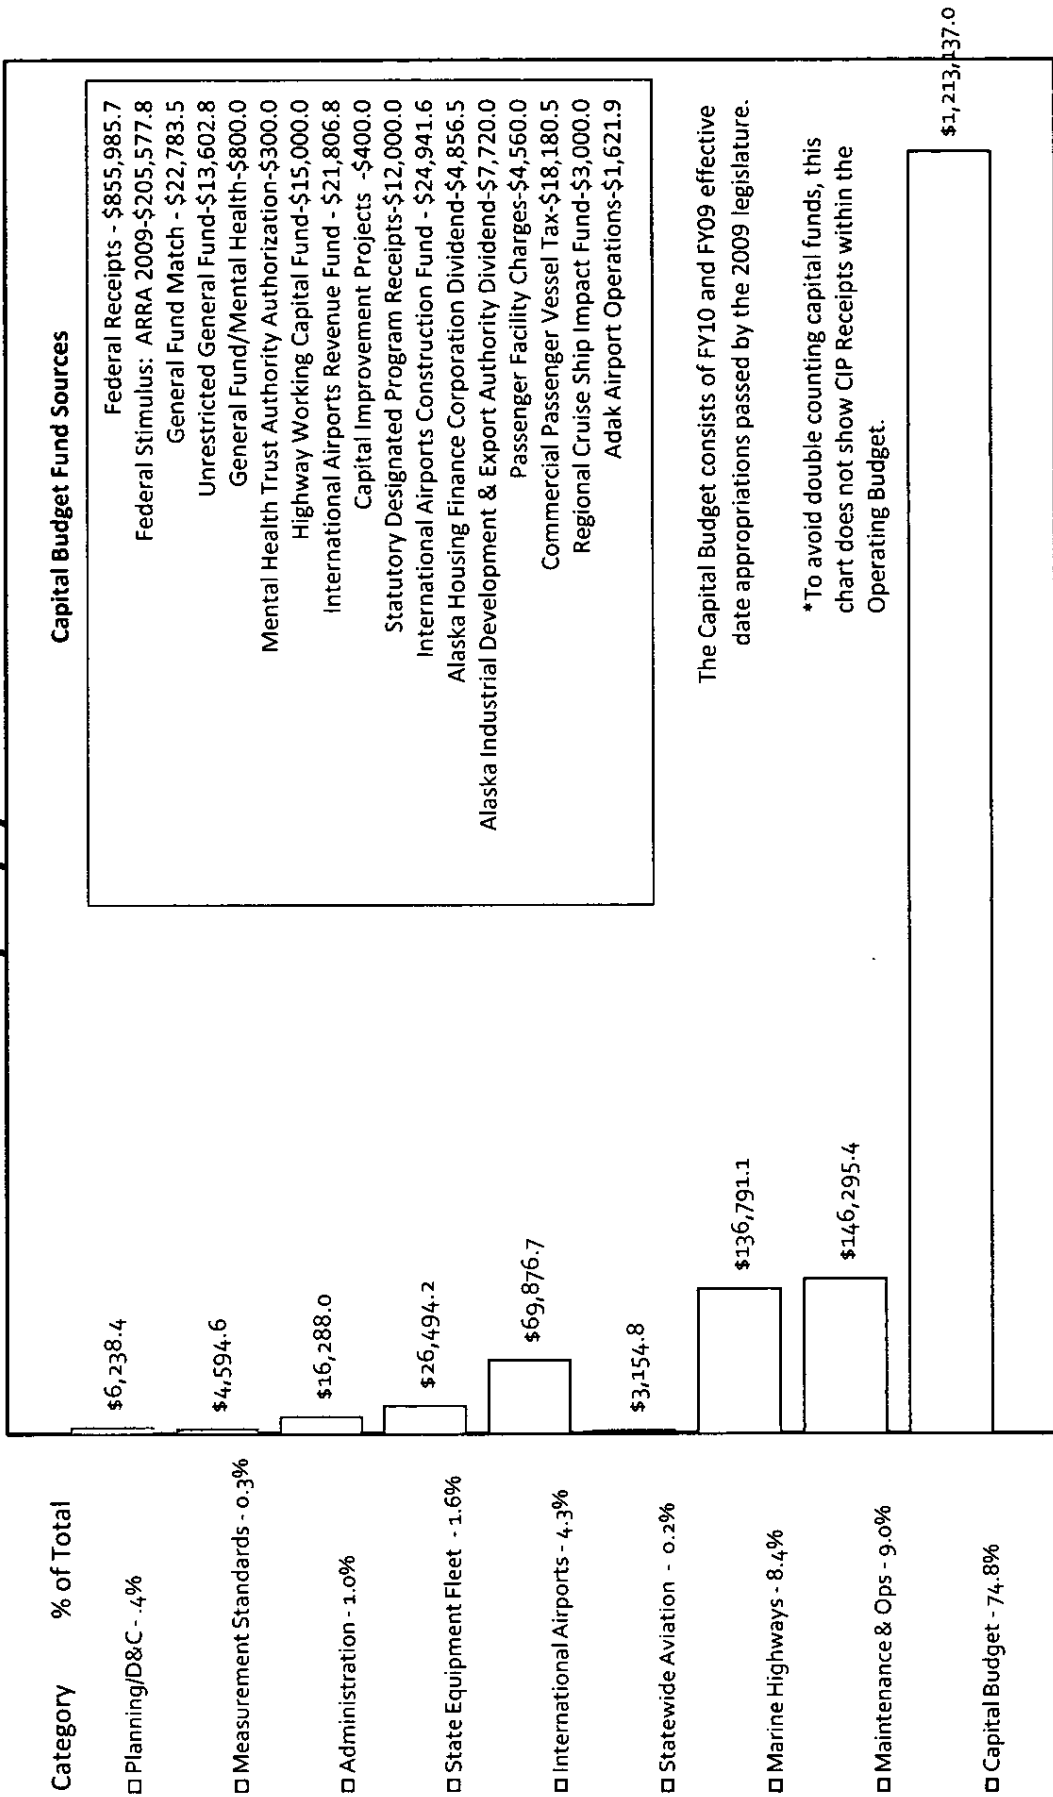 Category % of Total
Planning/D&C - .4%
$6,238.4
Measurement Standards - 0.3%
$4,594.6
Administration - 1.0%
$16,288.0
State Equipment Fleet - 1.6%
$26,494.2
International Airports - 4.3%
$69,876.7
Statewide Aviation - 0.2%
$3,154.8
Marine Highways - 8.4%
$136,791.1
Maintenance & Ops - 9.0%
$146,295.4
Capital Budget - 74.8%
$1,213,137.0
Capital Budget Fund Sources
Federal Receipts - $855,985.7
Federal Stimulus: ARRA 2009-$205,577.8
General Fund Match - $22,783.5
Unrestricted General Fund-$13,602.8
General Fund/Mental Health-$800.0
Mental Health Trust Authority Authorization-$300.0
Highway Working Capital Fund-$15,000.0
International Airports Revenue Fund - $21,806.8
Capital Improvement Projects -$400.0
Statutory Designated Program Receipts-$12,000.0
International Airports Construction Fund - $24,941.6
Alaska Housing Finance Corporation Dividend-$4,856.5
Alaska Industrial Development & Export Authority Dividend-$7,720.0
Passenger Facility Charges-$4,560.0
Commercial Passenger Vessel Tax-$18,180.5
Regional Cruise Ship Impact Fund-$3,000.0
Adak Airport Operations-$1,621.9
The Capital Budget consists of FY10 and FY09 effective
date appropriations passed by the 2009 legislature.
*To avoid double counting capital funds, this
chart does not show CIP Receipts within the
Operating Budget.